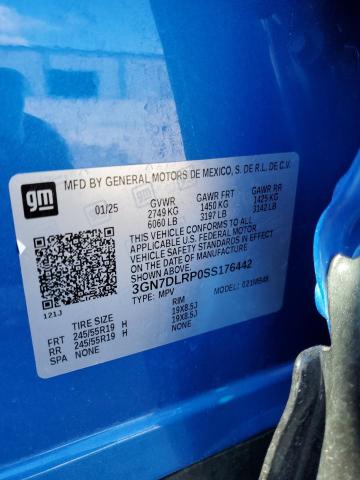 gm
MFD BY GENERAL MOTORS DE MEXICO, S. DE R.L. DE C.V.
01/25 GVWR GAWR FRT GAWR RR
2749 KG 1450 KG 1425 KG
6060 LB 3197 LB 3142 LB
THIS VEHICLE CONFORMS TO ALL APPLICABLE U.S. FEDERAL MOTOR
VEHICLE SAFETY STANDARDS IN EFFECT ON THE DATE OF
MANUFACTURE SHOWN ABOVE.
3GN7DLRP0SS176442
TYPE: MPV MODEL:
121J
TIRE SIZE RIM
FRT 245/55R19 H 19X8.5J
RR 245/55R19 H 19X8.5J
SPA NONE NONE